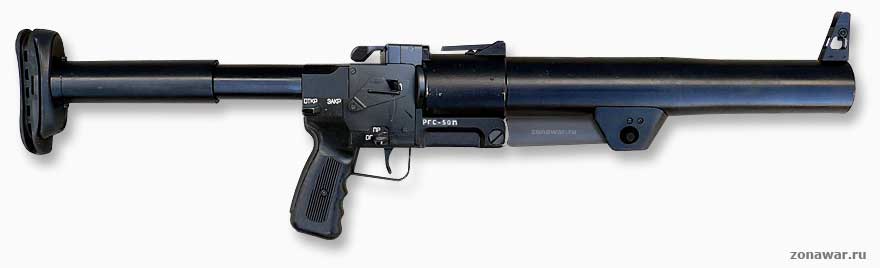 ОТКР ЗАКР
РГС-50М
ПР
ОГ
zonawar.ru
zonawar.ru